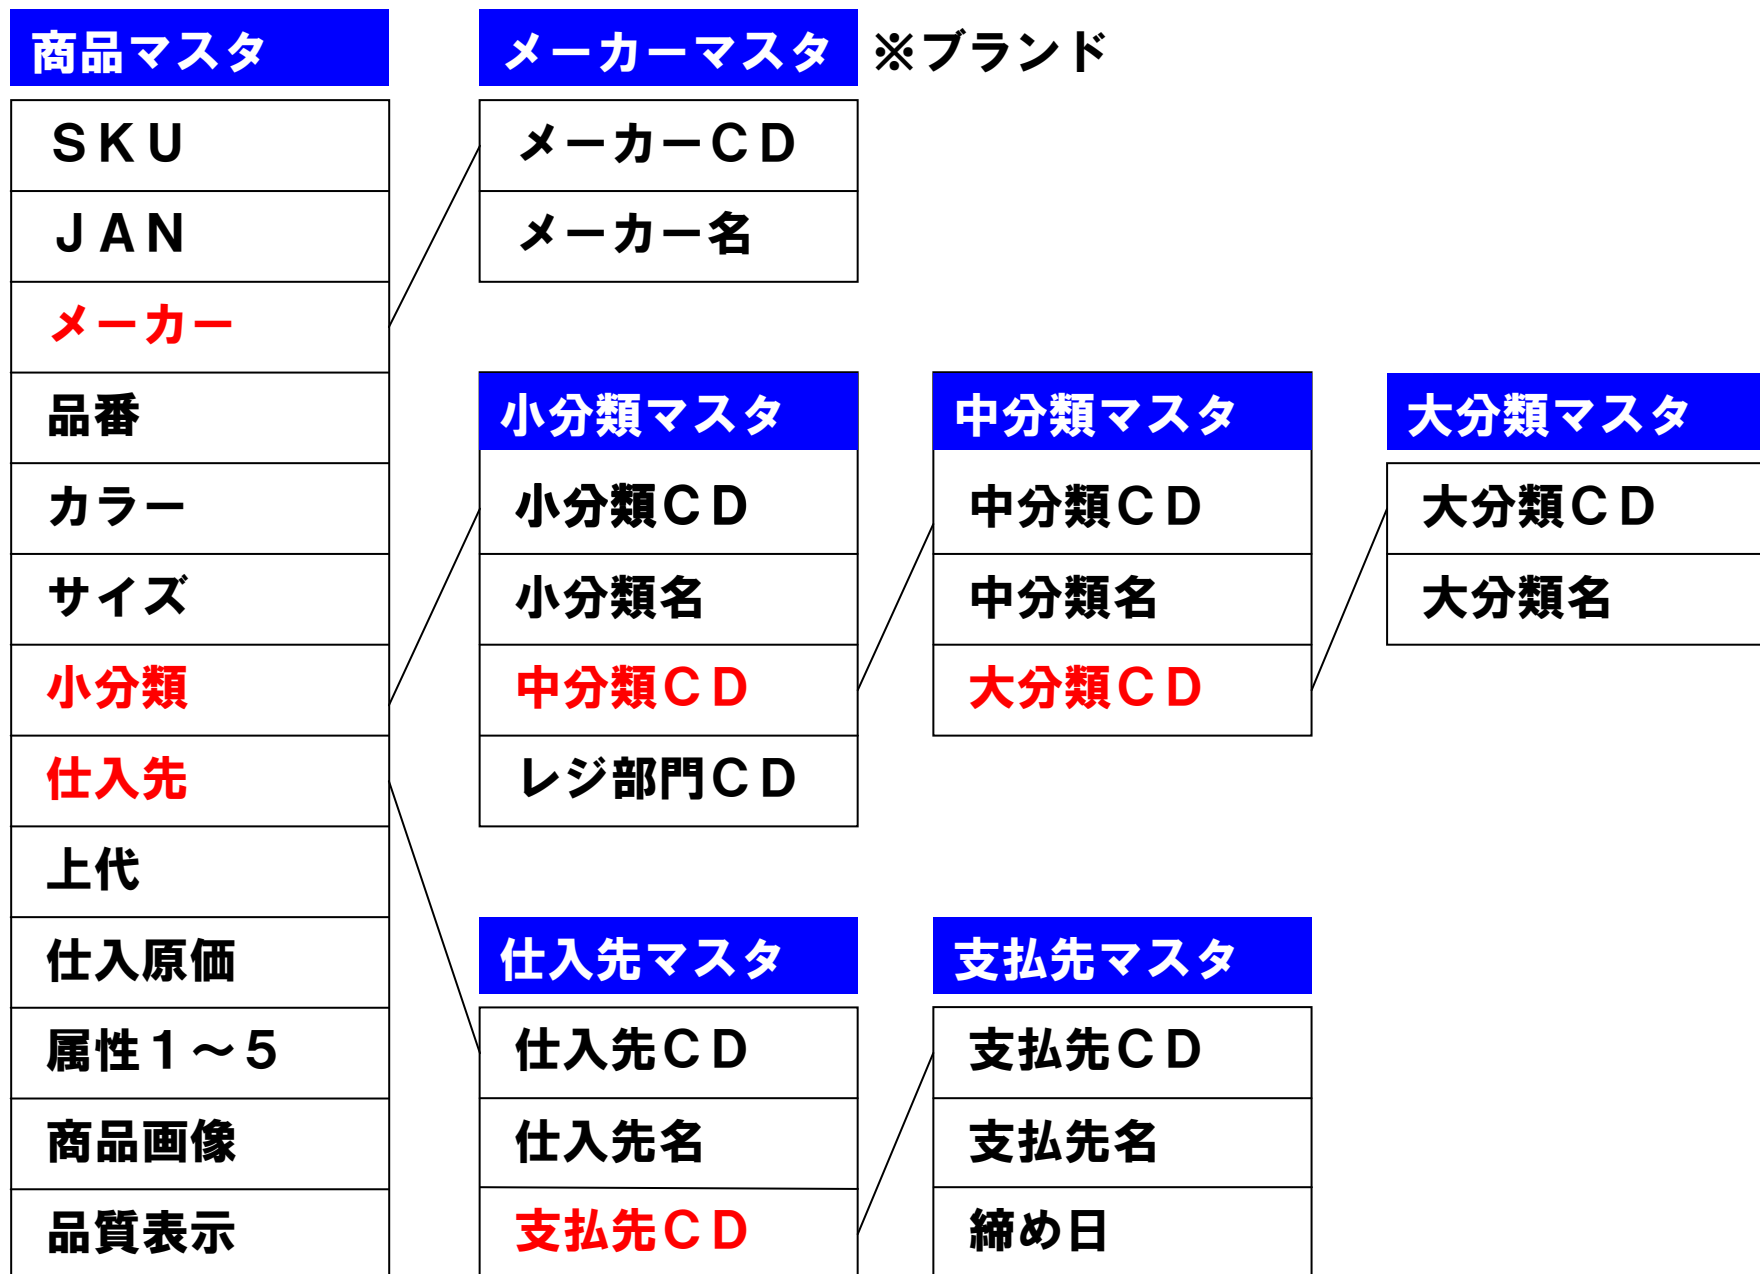 商品マスタ
ＳＫＵ
ＪＡＮ
メーカー
品番
カラー
サイズ
小分類
仕入先
上代
仕入原価
属性１～５
商品画像
品質表示
メーカーマスタ ※ブランド
メーカーＣＤ
メーカー名
小分類マスタ
小分類ＣＤ
小分類名
中分類ＣＤ
レジ部門ＣＤ
中分類マスタ
中分類ＣＤ
中分類名
大分類ＣＤ
大分類マスタ
大分類ＣＤ
大分類名
仕入先マスタ
仕入先ＣＤ
仕入先名
支払先ＣＤ
支払先マスタ
支払先ＣＤ
支払先名
締め日